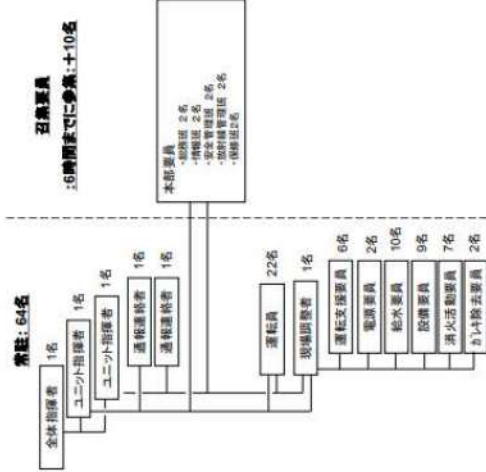 常駐: 64名
全体指揮者 1名
ユニット指揮者 1名
ユニット指揮者 1名
通報連絡者 1名
通報連絡者 1名
運転員 22名
現場調整者 1名
運転支援要員 6名
電源要員 2名
給水要員 10名
設備要員 9名
消火活動要員 7名
ガレキ除去要員 2名
召集要員
:6時間までに参集:+10名
本部要員
・総務班 2名
・情報班 2名
・安全管理班 2名
・放射線管理班 2名
・保修班2名